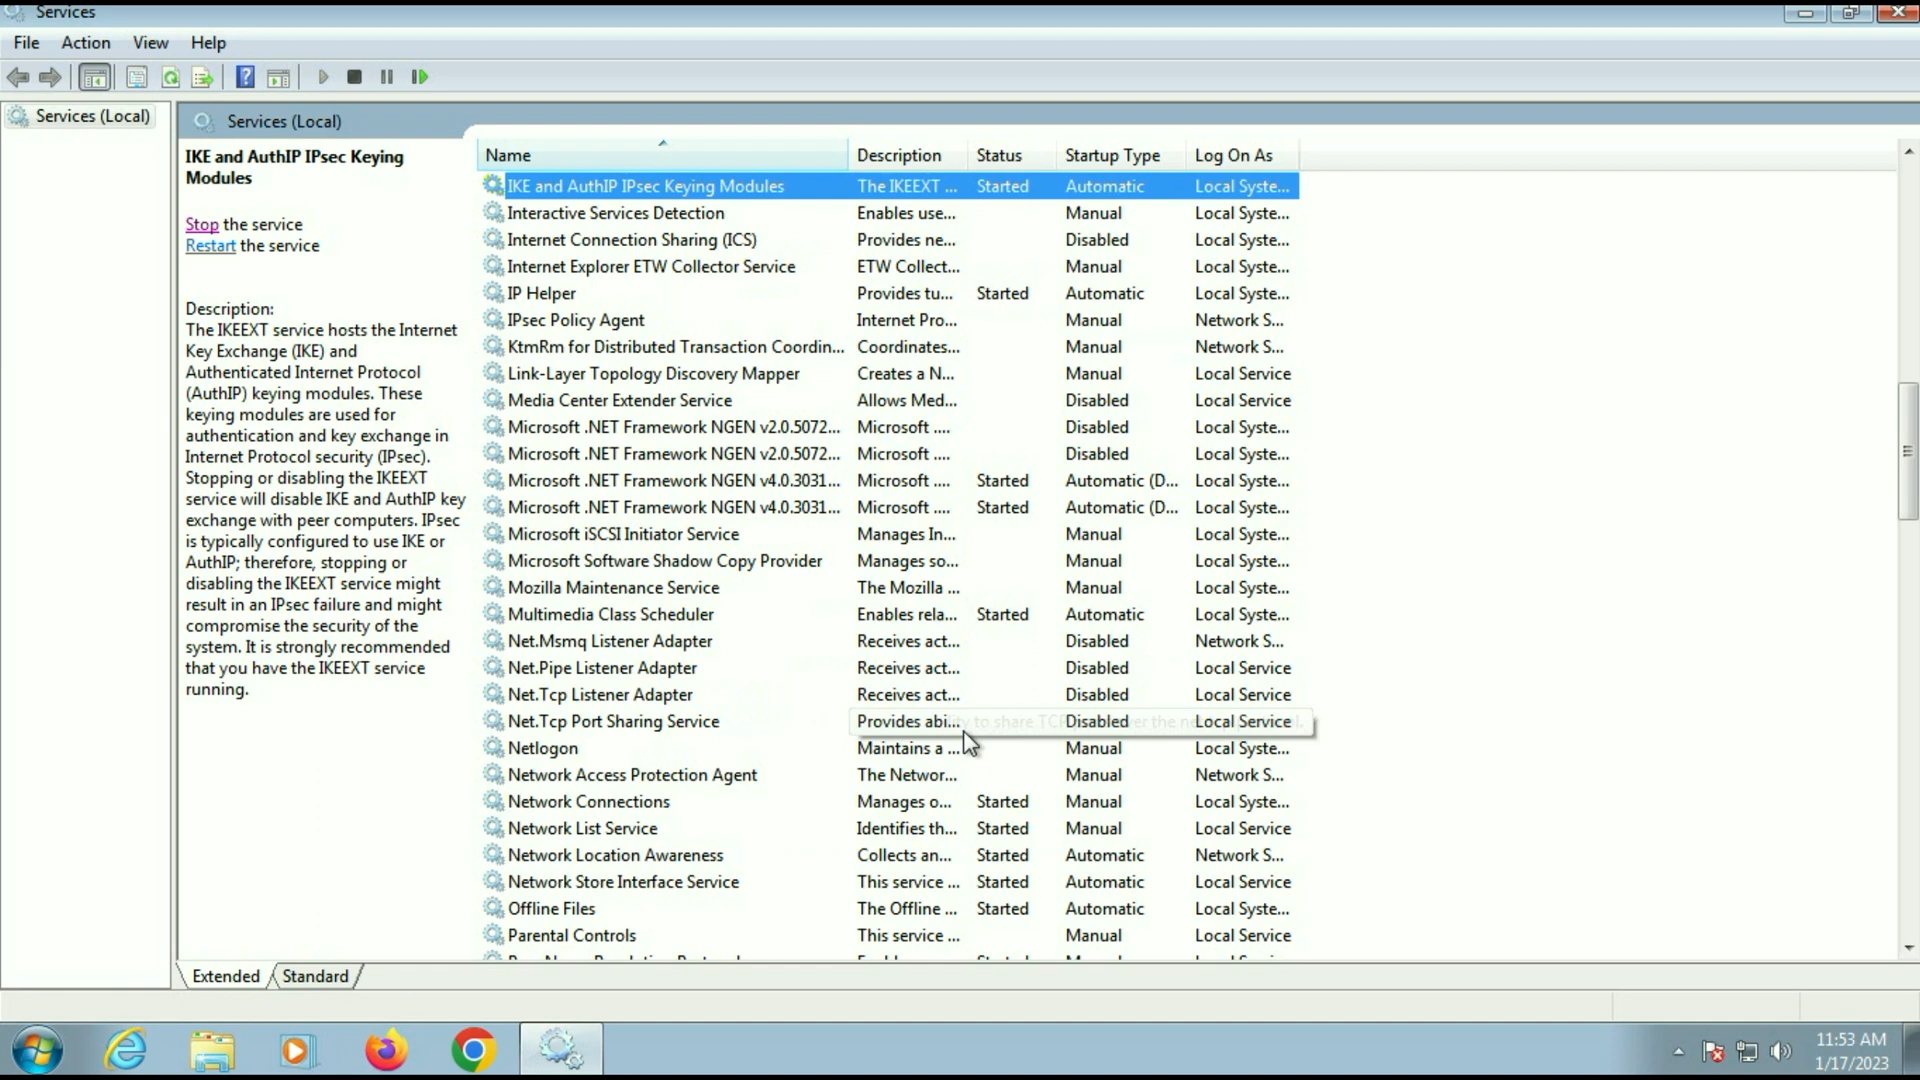 Services
File Action View Help
Services (Local)
Services (Local)
IKE and AuthIP IPsec Keying
Modules
Stop the service
Restart the service
Description:
The IKEEXT service hosts the Internet
Key Exchange (IKE) and
Authenticated Internet Protocol
(AuthIP) keying modules. These
keying modules are used for
authentication and key exchange in
Internet Protocol security (IPsec).
Stopping or disabling the IKEEXT
service will disable IKE and AuthIP key
exchange with peer computers. IPsec
is typically configured to use IKE or
AuthIP; therefore, stopping or
disabling the IKEEXT service might
result in an IPsec failure and might
compromise the security of the
system. It is strongly recommended
that you have the IKEEXT service
running.
Name Description Status Startup Type Log On As
IKE and AuthIP IPsec Keying Modules The IKEEXT ... Started Automatic Local Syste...
Interactive Services Detection Enables use... Manual Local Syste...
Internet Connection Sharing (ICS) Provides ne... Disabled Local Syste...
Internet Explorer ETW Collector Service ETW Collect... Manual Local Syste...
IP Helper Provides tu... Started Automatic Local Syste...
IPsec Policy Agent Internet Pro... Manual Network S...
KtmRm for Distributed Transaction Coordin... Coordinates... Manual Network S...
Link-Layer Topology Discovery Mapper Creates a N... Manual Local Service
Media Center Extender Service Allows Med... Disabled Local Service
Microsoft .NET Framework NGEN v2.0.5072... Microsoft .... Disabled Local Syste...
Microsoft .NET Framework NGEN v2.0.5072... Microsoft .... Disabled Local Syste...
Microsoft .NET Framework NGEN v4.0.3031... Microsoft .... Started Automatic (D... Local Syste...
Microsoft .NET Framework NGEN v4.0.3031... Microsoft .... Started Automatic (D... Local Syste...
Microsoft iSCSI Initiator Service Manages In... Manual Local Syste...
Microsoft Software Shadow Copy Provider Manages so... Manual Local Syste...
Mozilla Maintenance Service The Mozilla ... Manual Local Syste...
Multimedia Class Scheduler Enables rela... Started Automatic Local Syste...
Net.Msmq Listener Adapter Receives act... Disabled Network S...
Net.Pipe Listener Adapter Receives act... Disabled Local Service
Net.Tcp Listener Adapter Receives act... Disabled Local Service
Net.Tcp Port Sharing Service Provides abi... Disabled Local Service
Netlogon Maintains a ... Manual Local Syste...
Network Access Protection Agent The Networ... Manual Network S...
Network Connections Manages o... Started Manual Local Syste...
Network List Service Identifies th... Started Manual Local Service
Network Location Awareness Collects an... Started Automatic Network S...
Network Store Interface Service This service ... Started Automatic Local Service
Offline Files The Offline ... Started Automatic Local Syste...
Parental Controls This service ... Manual Local Service
Extended Standard
11:53 AM
1/17/2023